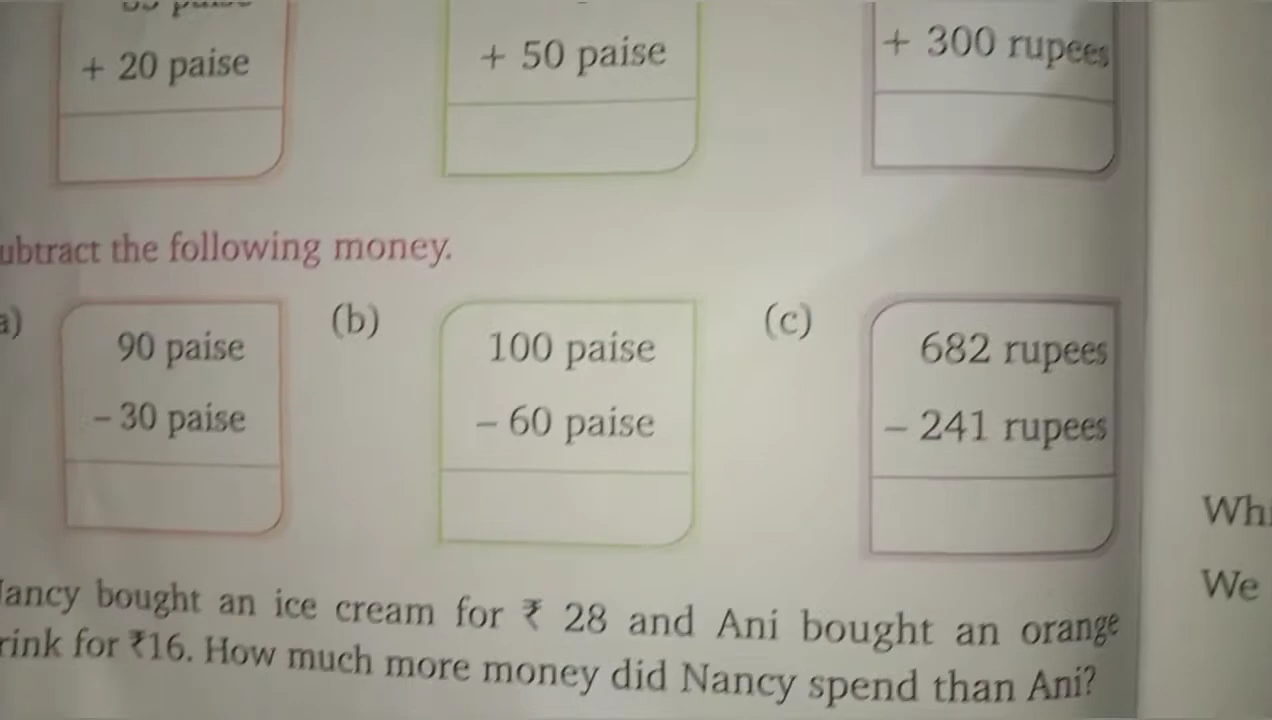 + 20 paise
+ 50 paise
+ 300 rupees
ubtract the following money.
a)
(b)
(c)
90 paise
100 paise
682 rupees
– 30 paise
– 60 paise
– 241 rupees
ancy bought an ice cream for ₹ 28 and Ani bought an orange
rink for ₹16. How much more money did Nancy spend than Ani?
Whi
We